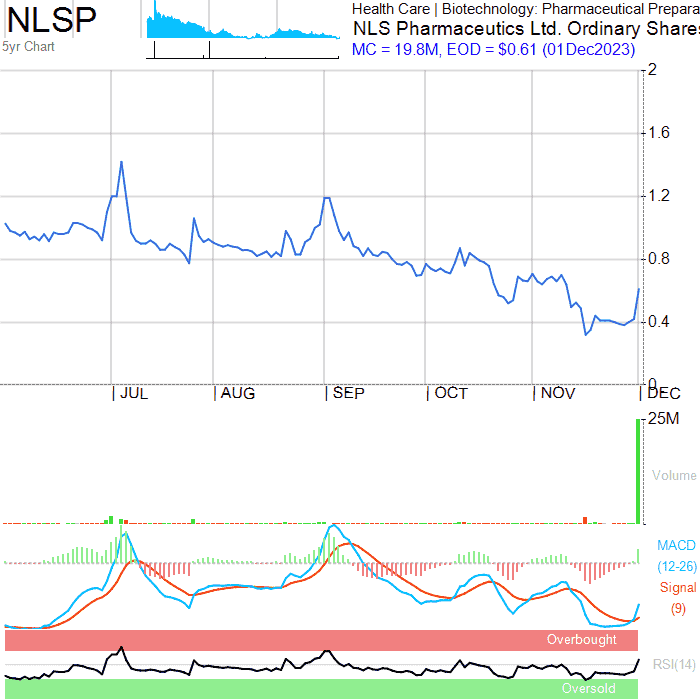 NLSP
5yr Chart
Health Care | Biotechnology: Pharmaceutical Prepara
NLS Pharmaceutics Ltd. Ordinary Shares
MC = 19.8M, EOD = $0.61 (01Dec2023)
2
1.6
1.2
0.8
0.4
0
JUL AUG SEP OCT NOV DEC
25M
Volume
MACD
(12-26)
Signal
(9)
Overbought
RSI(14)
Oversold